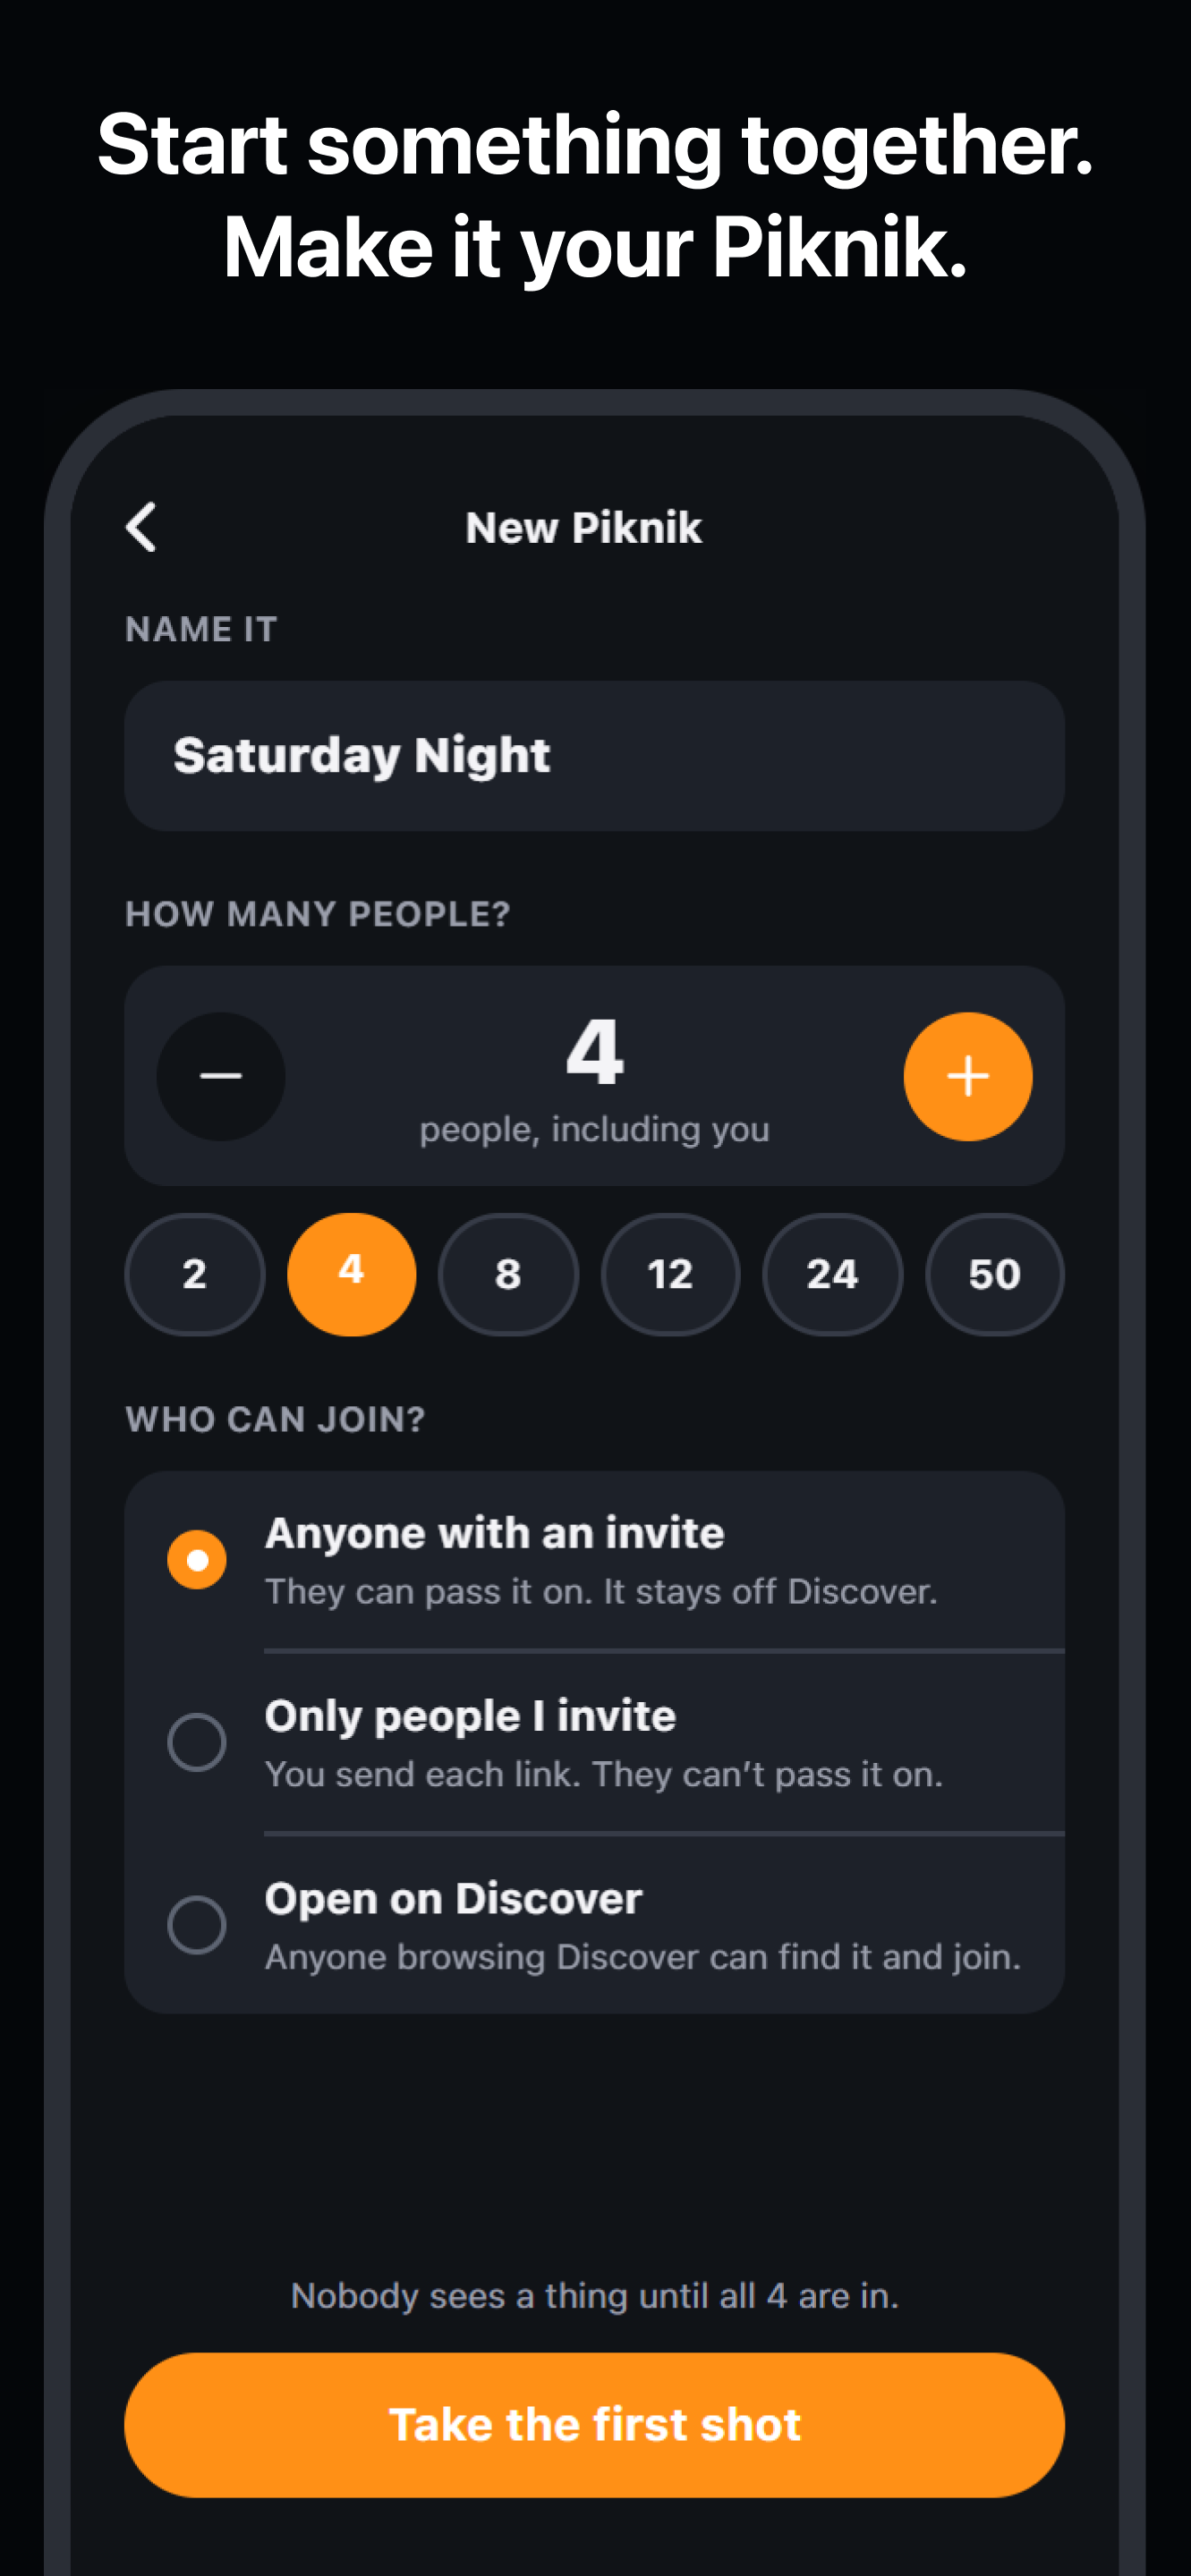 Start something together.
Make it your Piknik.
New Piknik
NAME IT
Saturday Night
HOW MANY PEOPLE?
4
people, including you
2 4 8 12 24 50
WHO CAN JOIN?
Anyone with an invite
They can pass it on. It stays off Discover.
Only people I invite
You send each link. They can’t pass it on.
Open on Discover
Anyone browsing Discover can find it and join.
Nobody sees a thing until all 4 are in.
Take the first shot